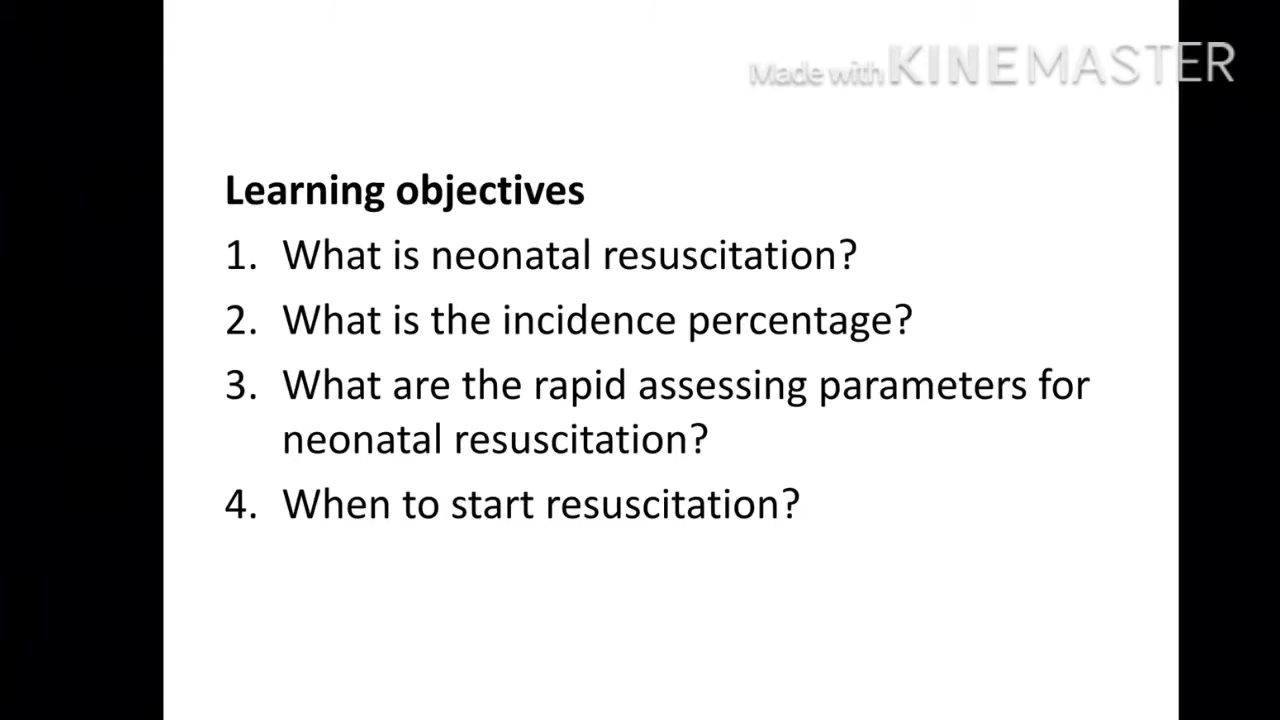 Made with KINEMASTER
Learning objectives
1. What is neonatal resuscitation?
2. What is the incidence percentage?
3. What are the rapid assessing parameters for
neonatal resuscitation?
4. When to start resuscitation?